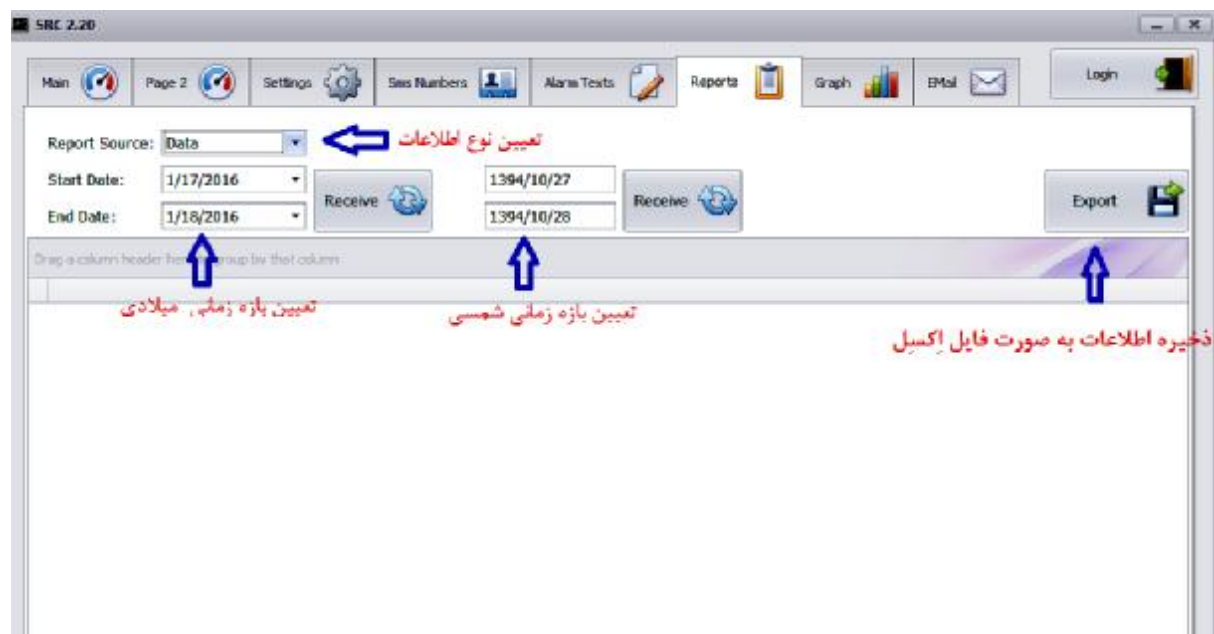 SRC 2.20
Main Page 2 Settings Sms Numbers Alarm Texts Reports Graph EMail Login
Report Source: Data تعیین نوع اطلاعات
Start Date: 1/17/2016 Receive 1394/10/27 Receive Export
End Date: 1/18/2016 1394/10/28
Drag a column header here to group by that column
تعیین بازه زمانی میلادی
تعیین بازه زمانی شمسی
ذخیره اطلاعات به صورت فایل اِکسِل